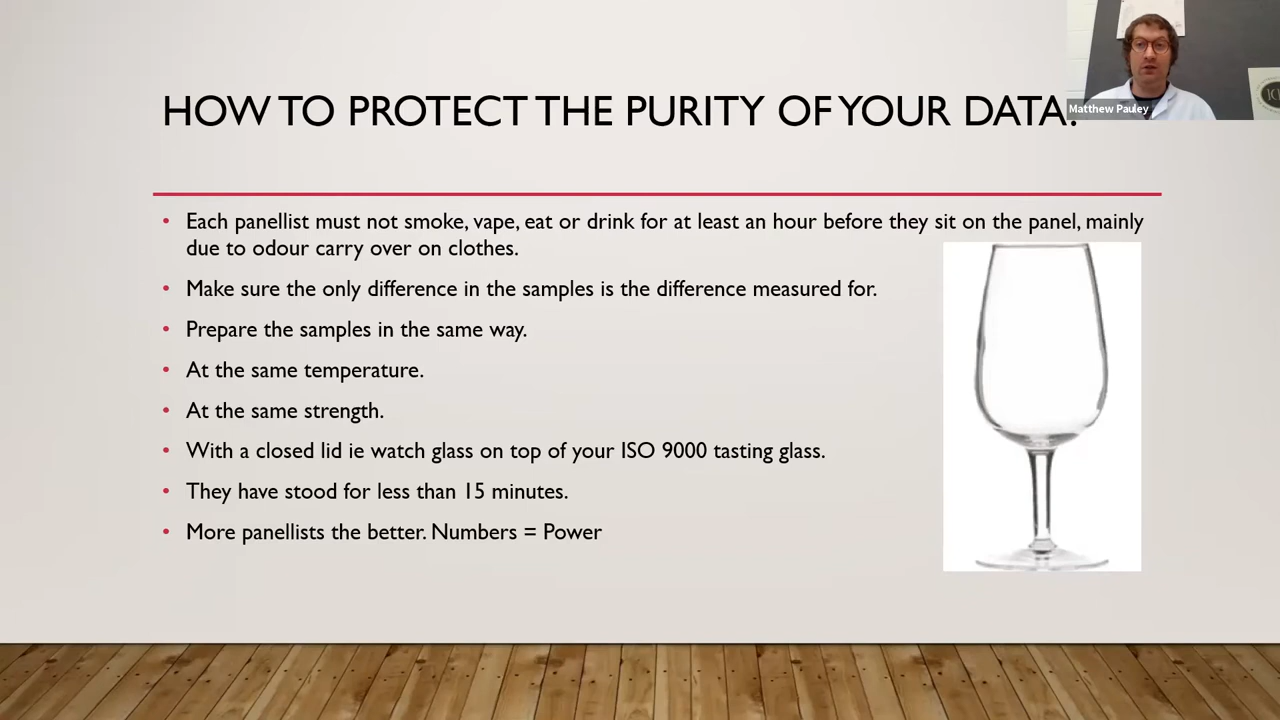 HOW TO PROTECT THE PURITY OF YOUR DATA.
Matthew Pauley
Each panellist must not smoke, vape, eat or drink for at least an hour before they sit on the panel, mainly
due to odour carry over on clothes.
Make sure the only difference in the samples is the difference measured for.
Prepare the samples in the same way.
At the same temperature.
At the same strength.
With a closed lid ie watch glass on top of your ISO 9000 tasting glass.
They have stood for less than 15 minutes.
More panellists the better. Numbers = Power